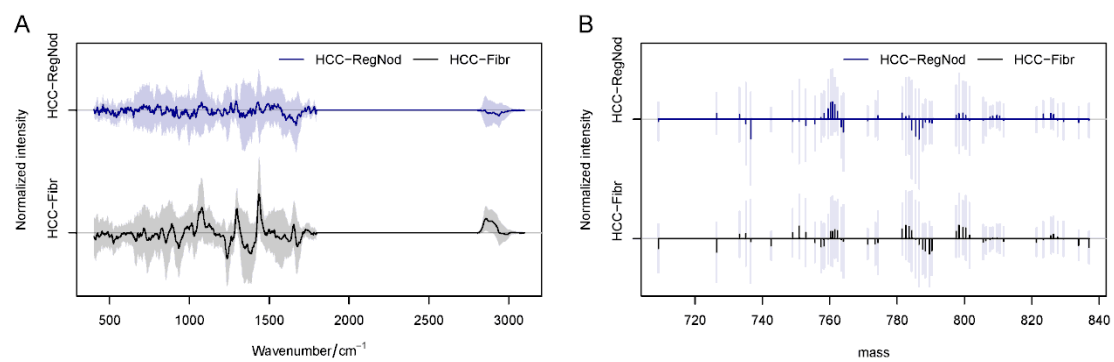 A
HCC−RegNod
HCC−Fibr
HCC−RegNod
HCC−Fibr
Normalized intensity
500 1000 1500 2000 2500 3000
Wavenumber/cm⁻¹
B
HCC−RegNod
HCC−Fibr
HCC−RegNod
HCC−Fibr
Normalized intensity
720 740 760 780 800 820 840
mass